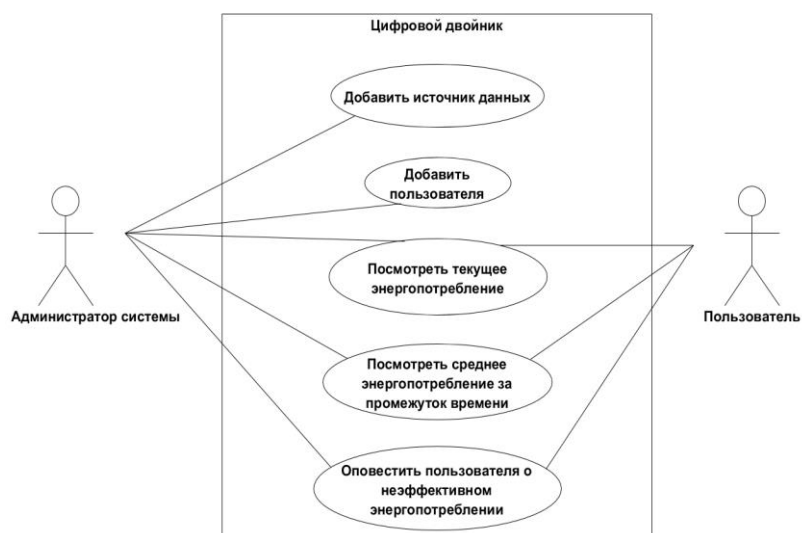 Цифровой двойник
Добавить источник данных
Добавить
пользователя
Посмотреть текущее
энергопотребление
Администратор системы
Пользователь
Посмотреть среднее
энергопотребление за
промежуток времени
Оповестить пользователя о
неэффективном
энергопотреблении